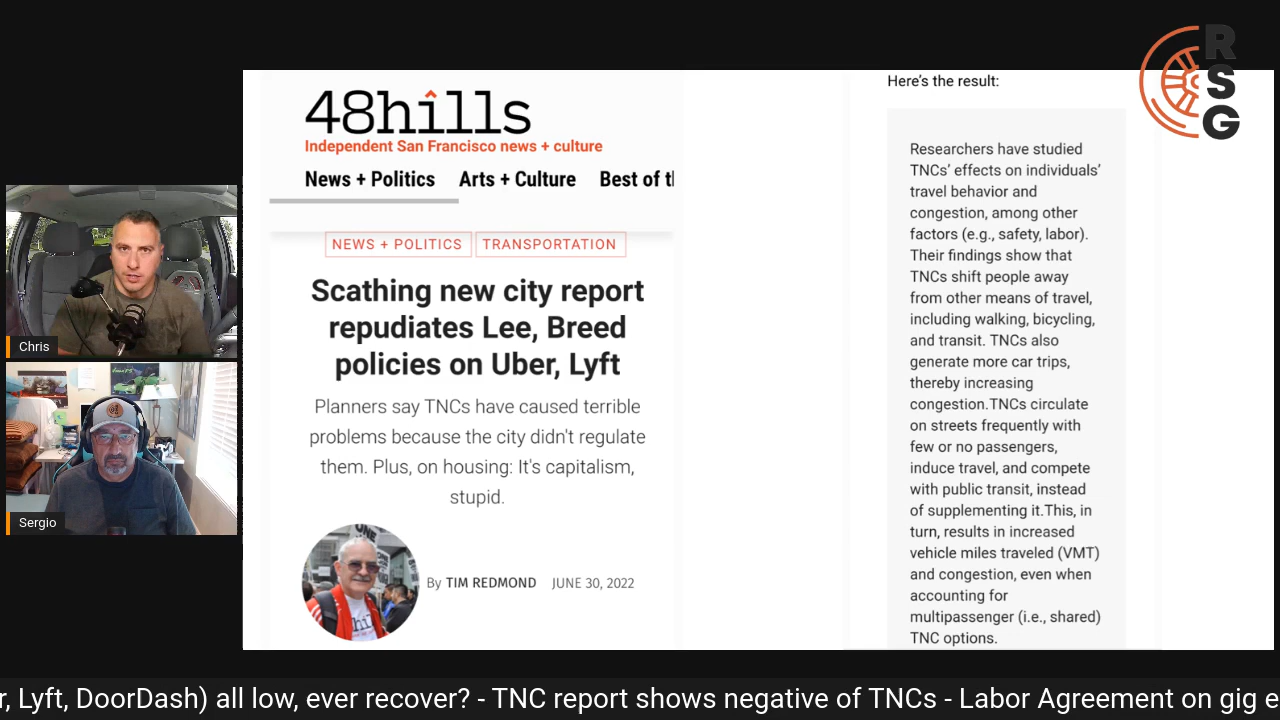 RSG
48hills
Independent San Francisco news + culture
News + Politics Arts + Culture Best of
NEWS + POLITICS TRANSPORTATION
Scathing new city report
repudiates Lee, Breed
policies on Uber, Lyft
Planners say TNCs have caused terrible
problems because the city didn't regulate
them. Plus, on housing: It's capitalism,
stupid.
By TIM REDMOND JUNE 30, 2022
Here's the result:
Researchers have studied
TNCs' effects on individuals'
travel behavior and
congestion, among other
factors (e.g., safety, labor).
Their findings show that
TNCs shift people away
from other means of travel,
including walking, bicycling,
and transit. TNCs also
generate more car trips,
thereby increasing
congestion.TNCs circulate
on streets frequently with
few or no passengers,
induce travel, and compete
with public transit, instead
of supplementing it.This, in
turn, results in increased
vehicle miles traveled (VMT)
and congestion, even when
accounting for
multipassenger (i.e., shared)
TNC options.
Chris
Sergio
r, Lyft, DoorDash) all low, ever recover? - TNC report shows negative of TNCs - Labor Agreement on gig e